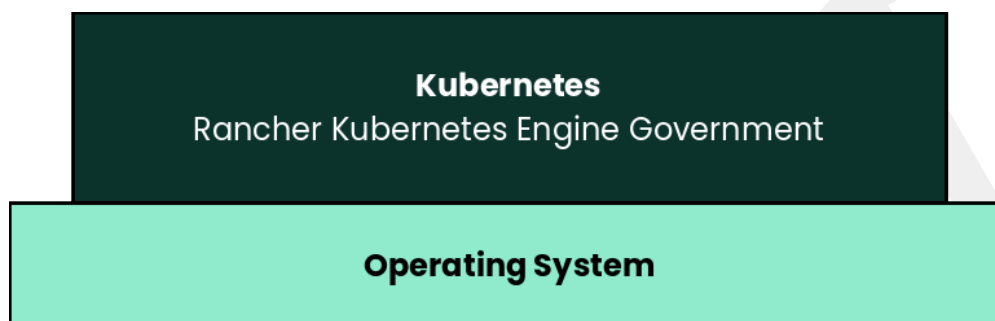 Kubernetes
Rancher Kubernetes Engine Government
Operating System